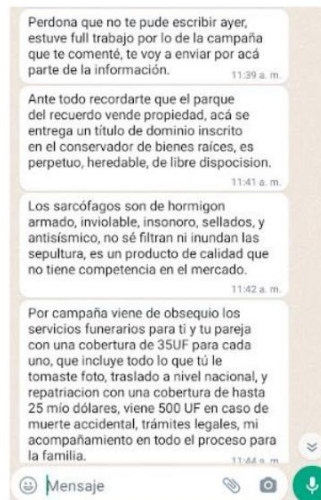 Perdona que no te pude escribir ayer,
estuve full trabajo por lo de la campaña
que te comenté, te voy a enviar por acá
parte de la información.
11:39 a. m.
Ante todo recordarte que el parque
del recuerdo vende propiedad, acá se
entrega un título de dominio inscrito
en el conservador de bienes raíces, es
perpetuo, heredable, de libre dispocision.
11:41 a. m.
Los sarcófagos son de hormigon
armado, inviolable, insonoro, sellados, y
antisísmico, no sé filtran ni inundan las
sepultura, es un producto de calidad que
no tiene competencia en el mercado.
11:42 a. m.
Por campaña viene de obsequio los
servicios funerarios para ti y tu pareja
con una cobertura de 35UF para cada
uno, que incluye todo lo que tú le
tomaste foto, traslado a nivel nacional, y
repatriacion con una cobertura de hasta
25 mío dólares, viene 500 UF en caso de
muerte accidental, trámites legales, mi
acompañamiento en todo el proceso para
la familia.
11:44 a. m.
Mensaje